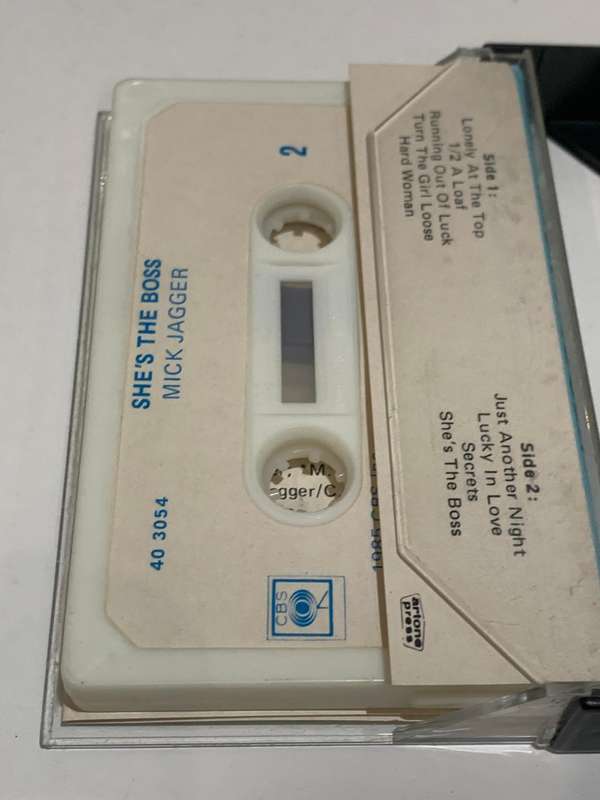 2
SHE'S THE BOSS
MICK JAGGER
40 3054
CBS
gger/C
Side 1:
Lonely At The Top
1/2 A Loaf
Running Out Of Luck
Turn The Girl Loose
Hard Woman
Side 2:
Just Another Night
Lucky In Love
Secrets
She's The Boss
artone
press